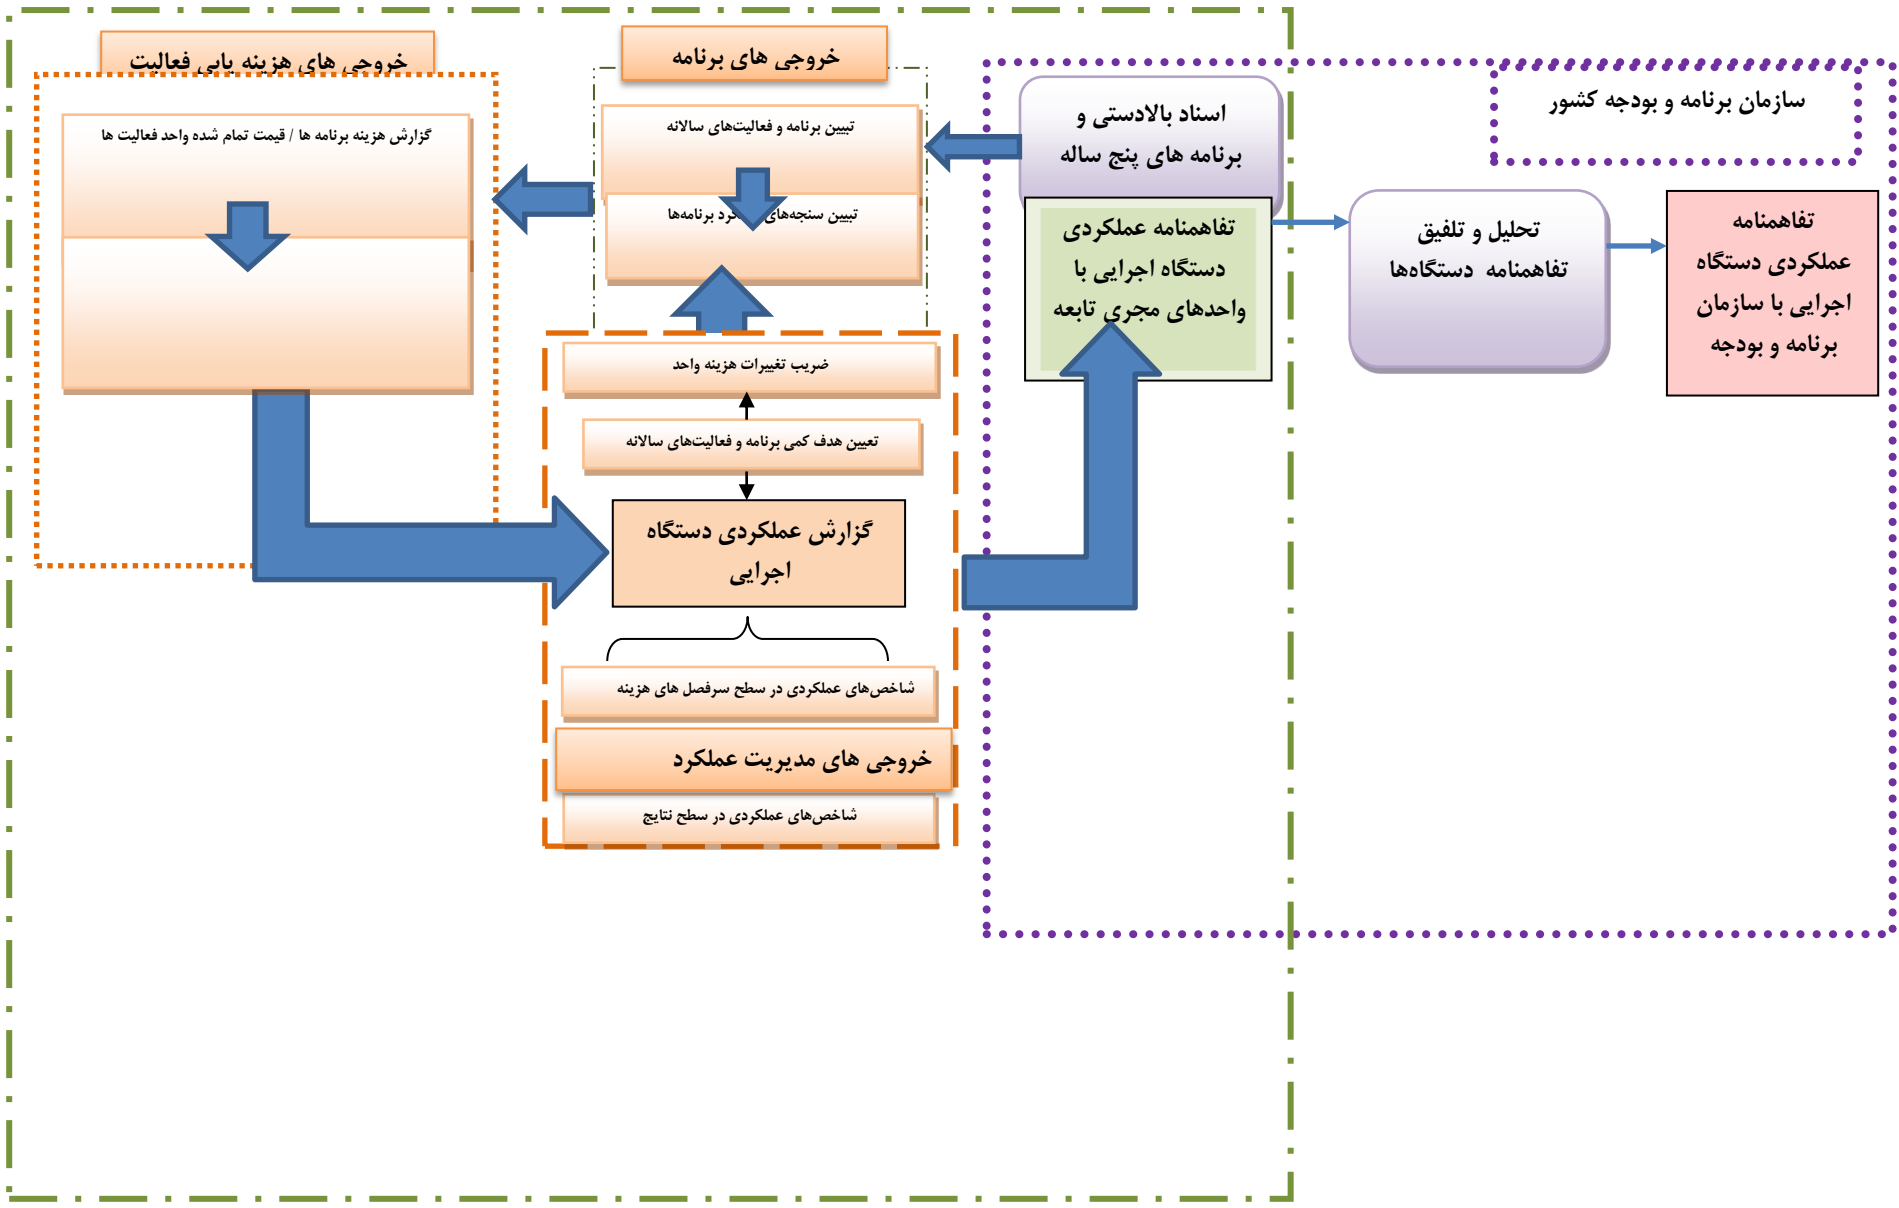 سازمان برنامه و بودجه کشور
اسناد بالادستی و
برنامه های پنج ساله
تفاهمنامه عملکردی
دستگاه اجرایی با
واحدهای مجری تابعه
تحلیل و تلفیق
تفاهمنامه دستگاه‌ها
تفاهمنامه
عملکردی دستگاه
اجرایی با سازمان
برنامه و بودجه
خروجی های برنامه
تبیین برنامه و فعالیت‌های سالانه
تبیین سنجه‌های کرد برنامه‌ها
خروجی های هزینه یابی فعالیت
گزارش هزینه برنامه ها / قیمت تمام شده واحد فعالیت ها
ضریب تغییرات هزینه واحد
تعیین هدف کمی برنامه و فعالیت‌های سالانه
گزارش عملکردی دستگاه
اجرایی
شاخص‌های عملکردی در سطح سرفصل های هزینه
خروجی های مدیریت عملکرد
شاخص‌های عملکردی در سطح نتایج